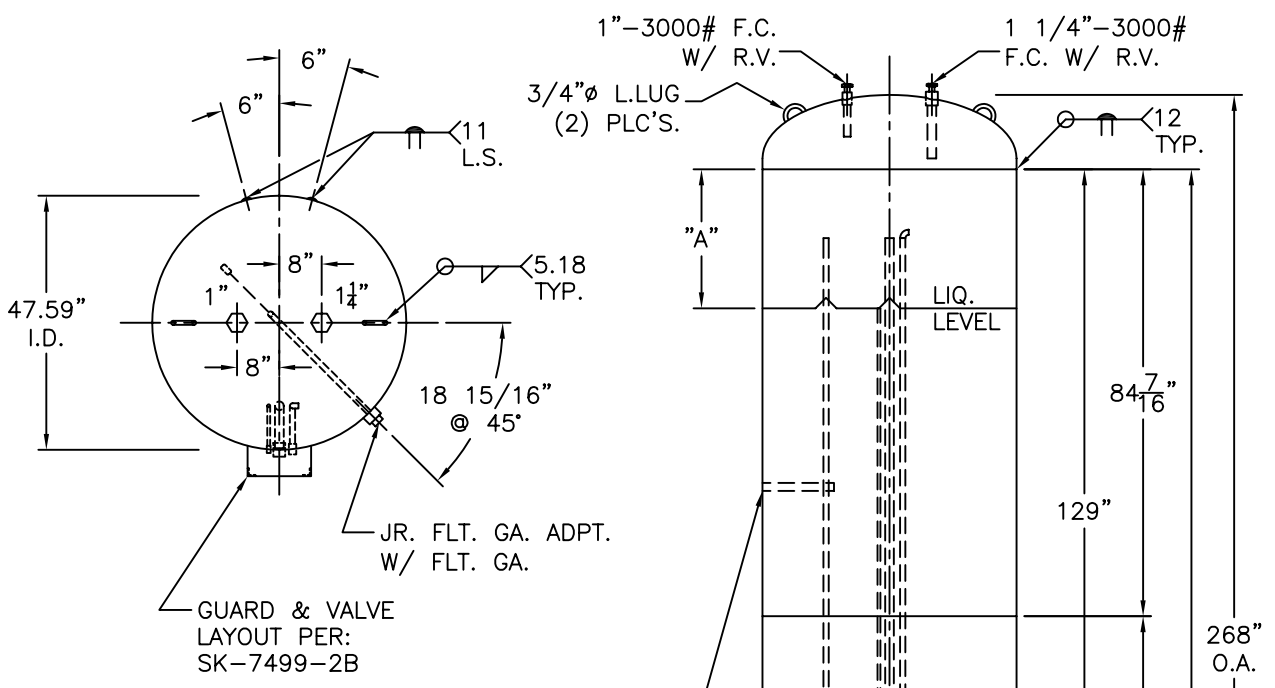 1"-3000# F.C.
W/ R.V.
1 1/4"-3000#
F.C. W/ R.V.
3/4"ø L.LUG
(2) PLC'S.
6"
6"
11
L.S.
12
TYP.
"A"
8"
5.18
TYP.
1"
1 1/4"
47.59"
I.D.
LIQ.
LEVEL
8"
18 15/16"
@ 45°
84 7/16"
129"
JR. FLT. GA. ADPT.
W/ FLT. GA.
GUARD & VALVE
LAYOUT PER:
SK-7499-2B
268"
O.A.